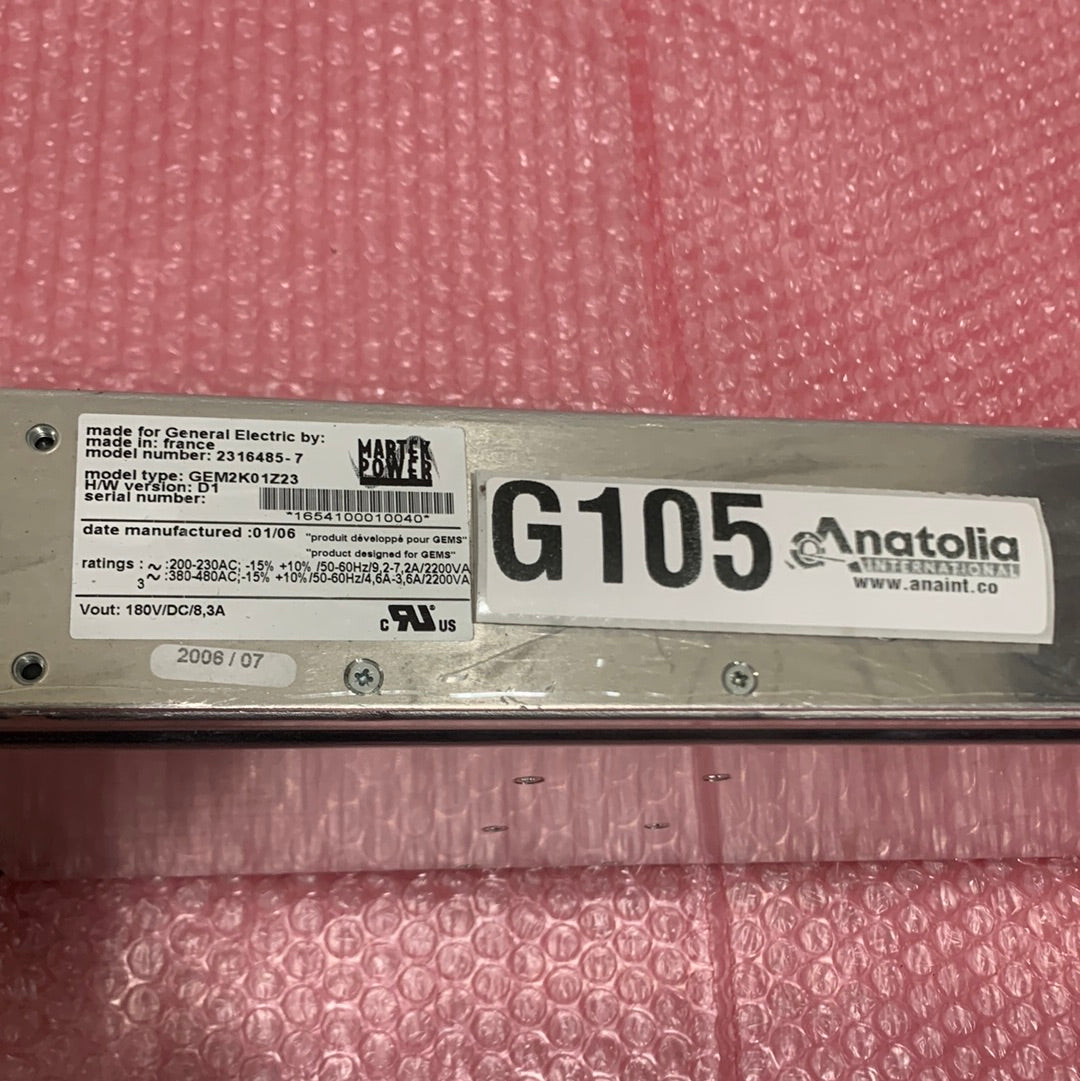 made for General Electric by:
made in: france
model number: 2316485-7
MARTEK
POWER
model type: GEM2K01Z23
H/W version: D1
serial number:
*1654100010040*
date manufactured :01/06 "produit développé pour GEMS"
"product designed for GEMS"
ratings : ~ :200-230AC; -15% +10% /50-60Hz/9,2-7,2A/2200VA
3~ :380-480AC;-15% +10%/50-60Hz/4,6A-3,6A/2200VA
Vout: 180V/DC/8,3A
c RU US
2006 / 07
G105
Anatolia
INTERNATIONAL
www.anaint.co